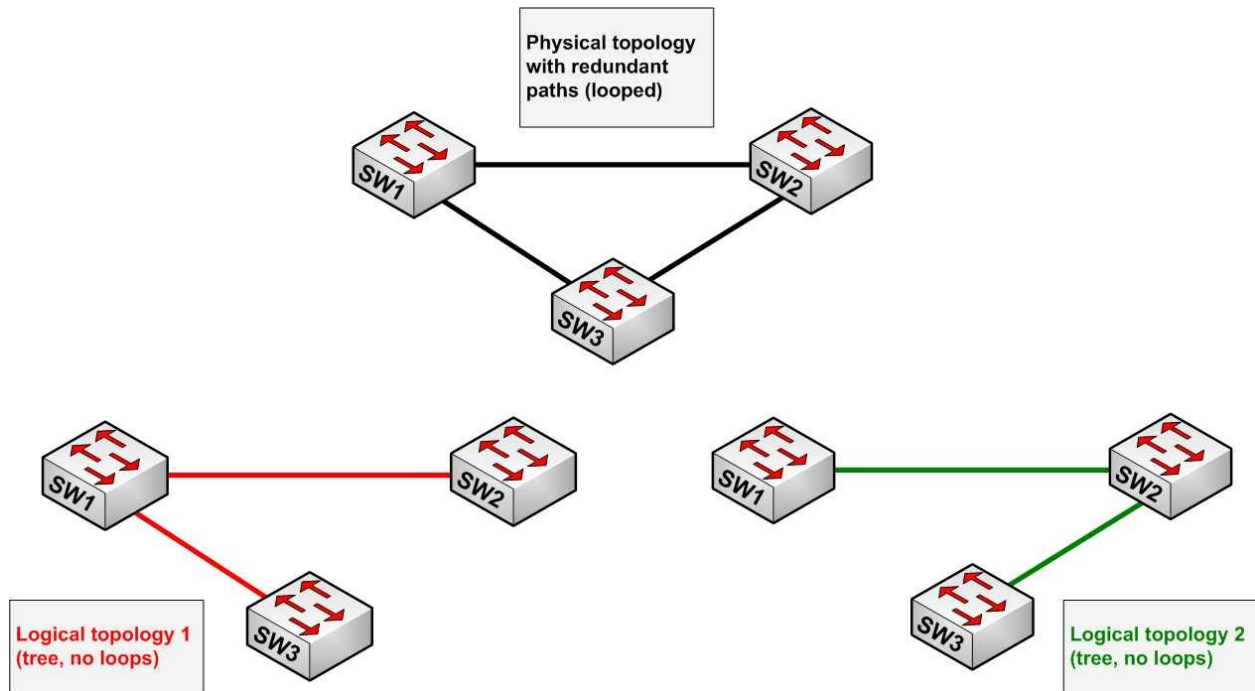 Physical topology
with redundant
paths (looped)
SW1
SW2
SW3
SW1
SW2
SW3
Logical topology 1
(tree, no loops)
SW1
SW2
SW3
Logical topology 2
(tree, no loops)